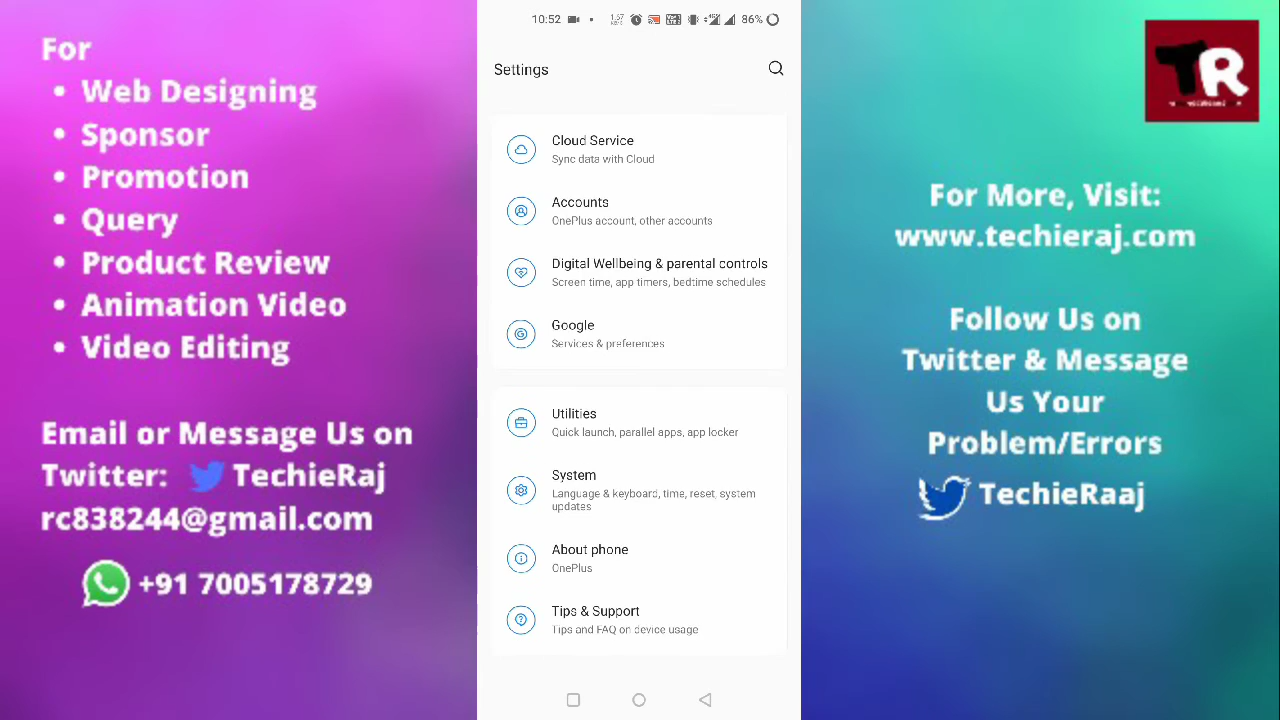 For
• Web Designing
• Sponsor
• Promotion
• Query
• Product Review
• Animation Video
• Video Editing
Email or Message Us on
Twitter: TechieRaj
rc838244@gmail.com
+91 7005178729
10:52
86%
Settings
Cloud Service
Sync data with Cloud
Accounts
OnePlus account, other accounts
Digital Wellbeing & parental controls
Screen time, app timers, bedtime schedules
Google
Services & preferences
Utilities
Quick launch, parallel apps, app locker
System
Language & keyboard, time, reset, system
updates
About phone
OnePlus
Tips & Support
Tips and FAQ on device usage
TR
For More, Visit:
www.techieraj.com
Follow Us on
Twitter & Message
Us Your
Problem/Errors
TechieRaaj